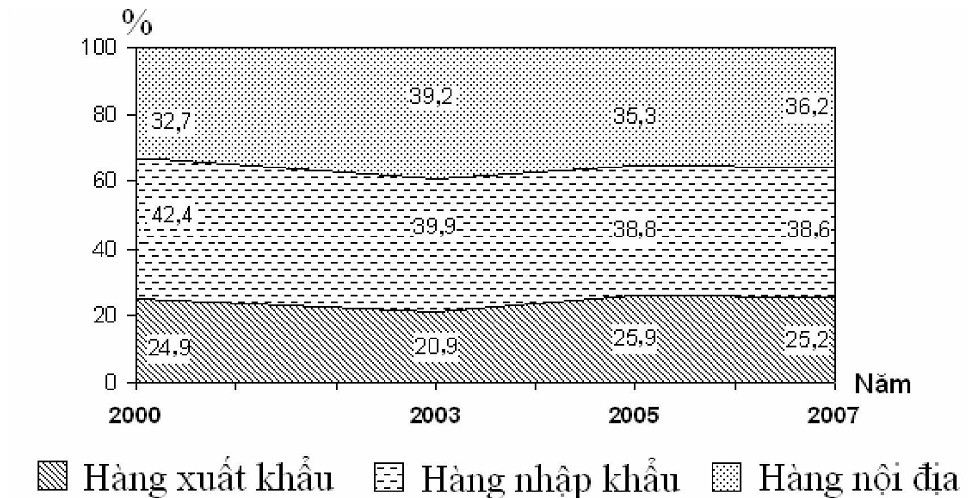 %
100
80
60
40
20
0
32,7 39,2 35,3 36,2
42,4 39,9 38,8 38,6
24,9 20,9 25,9 25,2
Năm
2000 2003 2005 2007
Hàng xuất khẩu Hàng nhập khẩu Hàng nội địa